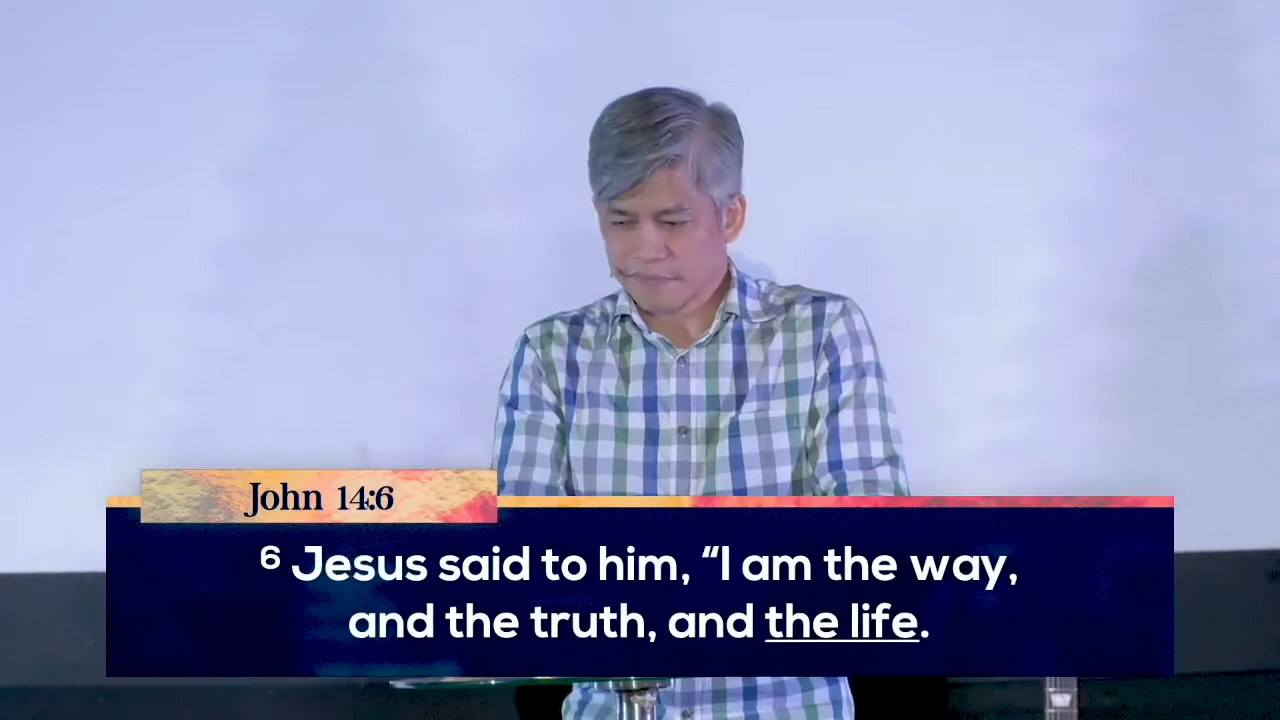 John 14:6
⁶ Jesus said to him, “I am the way,
and the truth, and the life.